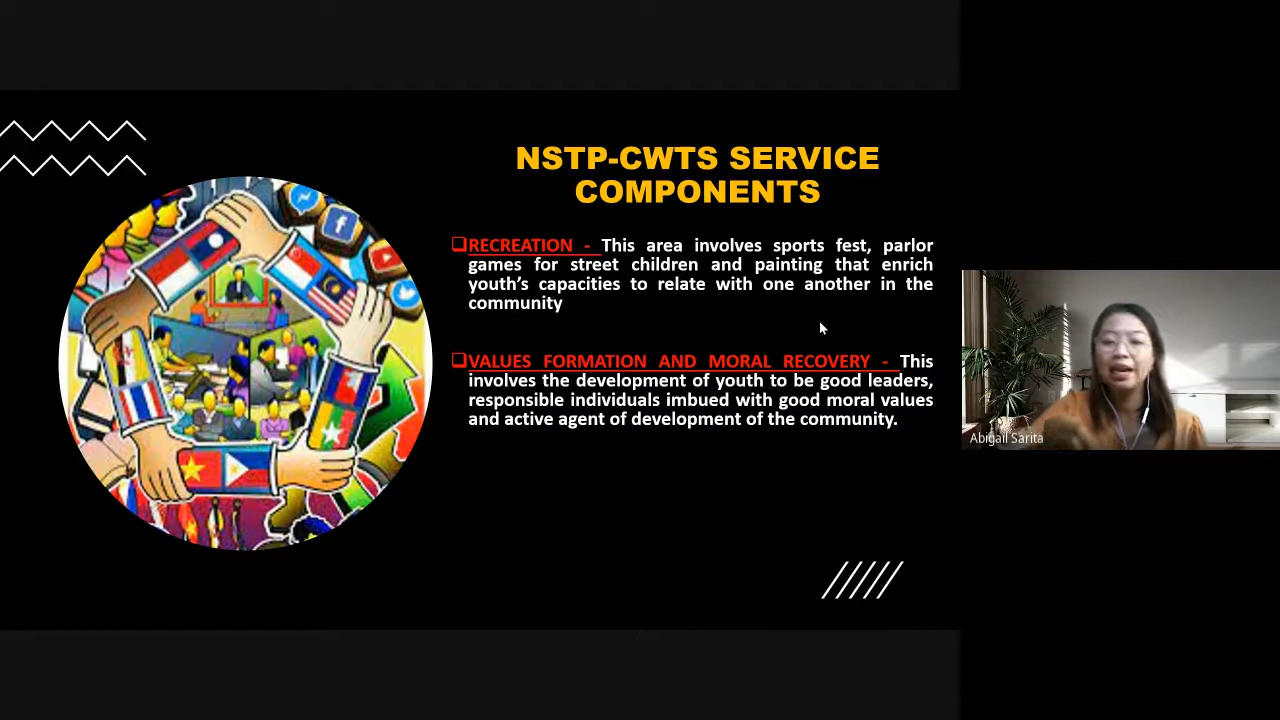 NSTP-CWTS SERVICE
COMPONENTS
RECREATION - This area involves sports fest, parlor
games for street children and painting that enrich
youth’s capacities to relate with one another in the
community
VALUES FORMATION AND MORAL RECOVERY - This
involves the development of youth to be good leaders,
responsible individuals imbued with good moral values
and active agent of development of the community.
Abigail Sarita